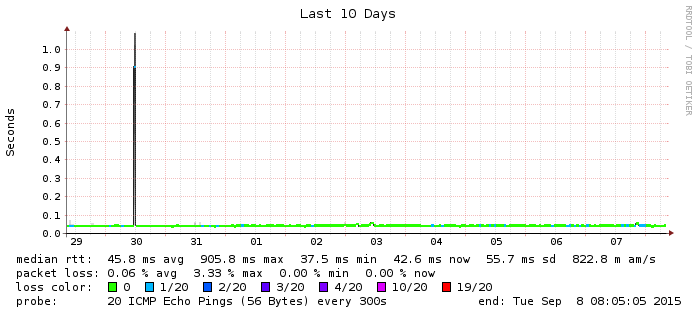 Last 10 Days
RRDTOOL / TOBI OETIKER
Seconds
1.0
0.9
0.8
0.7
0.6
0.5
0.4
0.3
0.2
0.1
0.0
29 30 31 01 02 03 04 05 06 07
median rtt: 45.8 ms avg 905.8 ms max 37.5 ms min 42.6 ms now 55.7 ms sd 822.8 m am/s
packet loss: 0.06 % avg 3.33 % max 0.00 % min 0.00 % now
loss color: 0 1/20 2/20 3/20 4/20 10/20 19/20
probe: 20 ICMP Echo Pings (56 Bytes) every 300s end: Tue Sep 8 08:05:05 2015